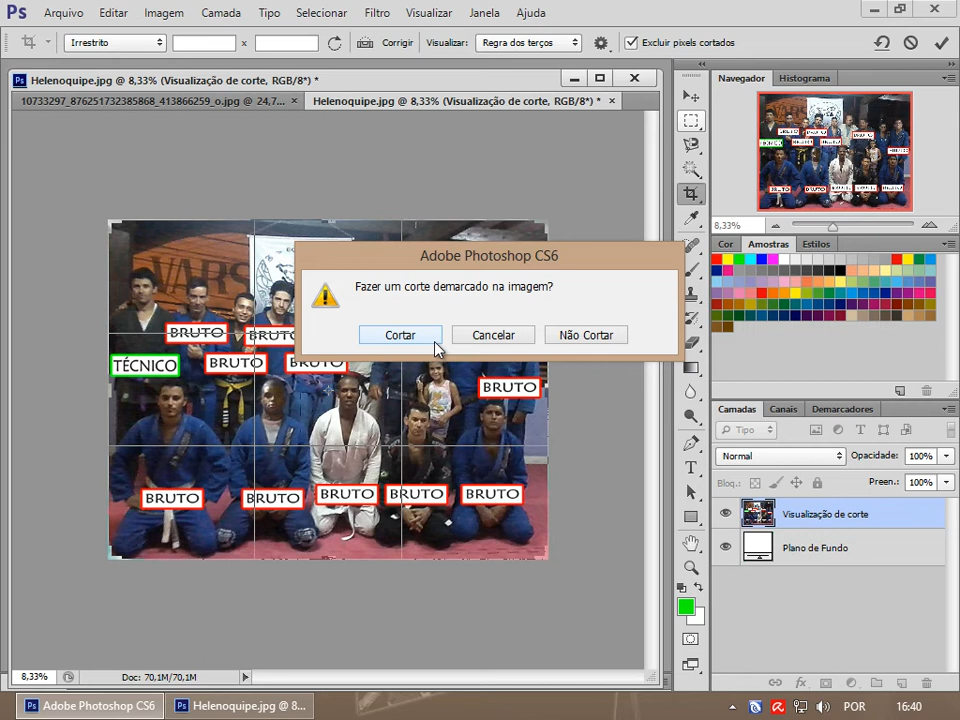 Ps Arquivo Editar Imagem Camada Tipo Selecionar Filtro Visualizar Janela Ajuda
Irrestrito x Corrigir Visualizar: Regra dos terços Excluir pixels cortados
Ps Helenoquipe.jpg @ 8,33% (Visualização de corte, RGB/8*) *
10733297_876251732385868_413866259_o.jpg @ 24,7... × Helenoquipe.jpg @ 8,33% (Visualização de corte, RGB/8*) * ×
Navegador Histograma
8,33%
Cor Amostras Estilos
Adobe Photoshop CS6
Fazer um corte demarcado na imagem?
Cortar Cancelar Não Cortar
BRUTO
BRUTO
TÉCNICO
BRUTO
BRUTO
BRUTO
BRUTO
BRUTO
BRUTO
BRUTO
BRUTO
Camadas Canais Demarcadores
Tipo
Normal Opacidade: 100%
Bloq.: Preen.: 100%
Visualização de corte
Plano de Fundo
8,33% Doc: 70,1M/70,1M
fx
Ps Adobe Photoshop CS6 Ps Helenoquipe.jpg @ 8... POR 16:40